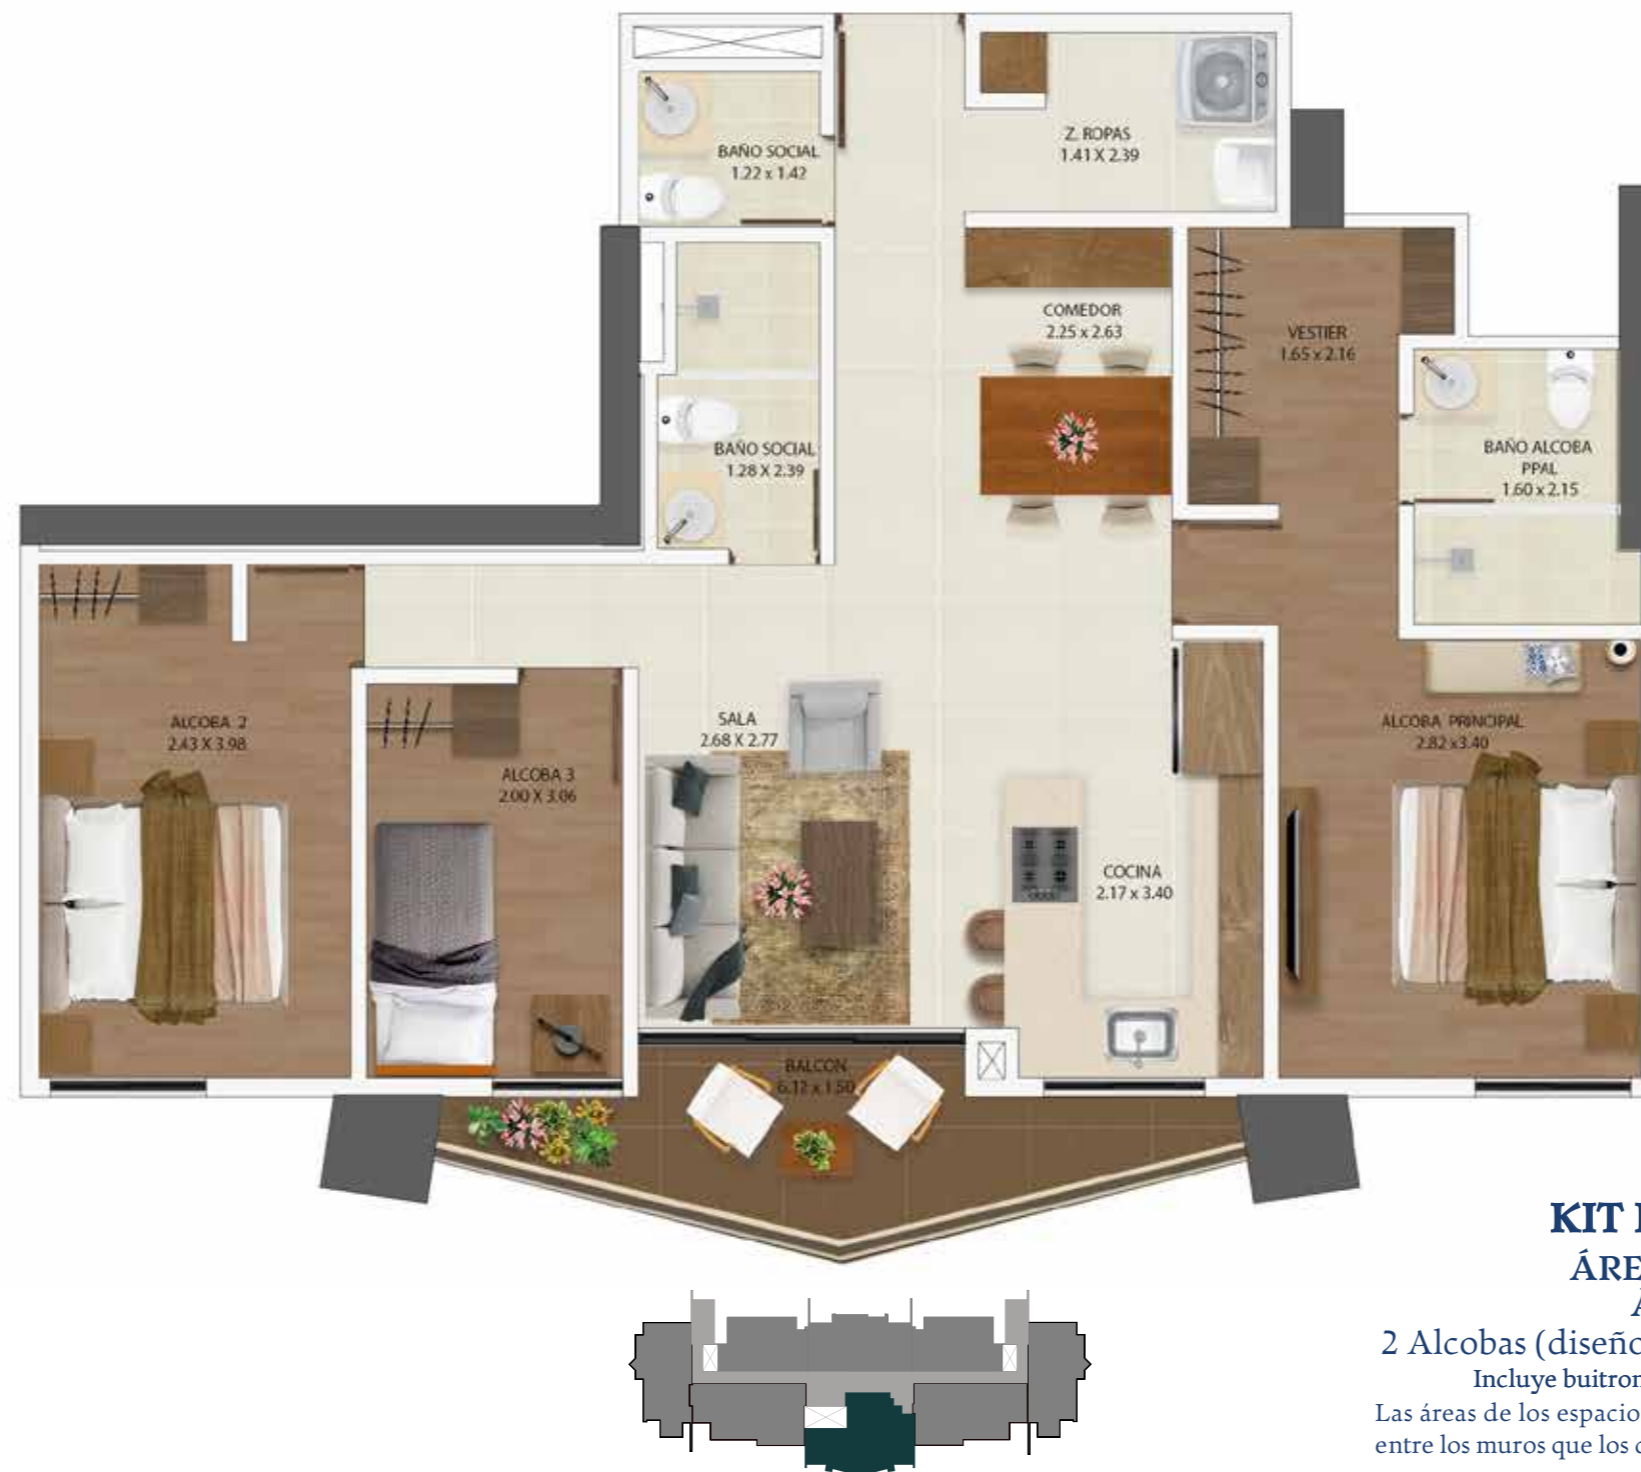 BAÑO SOCIAL
1.22 x 1.42
Z. ROPAS
1.41 X 2.39
COMEDOR
2.25 x 2.63
VESTIER
1.65 x 2.16
BAÑO SOCIAL
1.28 X 2.39
BAÑO ALCOBA
PPAL
1.60 x 2.15
ALCOBA 2
2.43 X 3.98
SALA
2.68 X 2.77
ALCOBA PRINCIPAL
2.82 x3.40
ALCOBA 3
2.00 X 3.06
COCINA
2.17 x 3.40
BALCON
6.12 x 1.50
KIT
ÁRE
2 Alcobas (diseño
Incluye buitron
Las áreas de los espacio
entre los muros que los